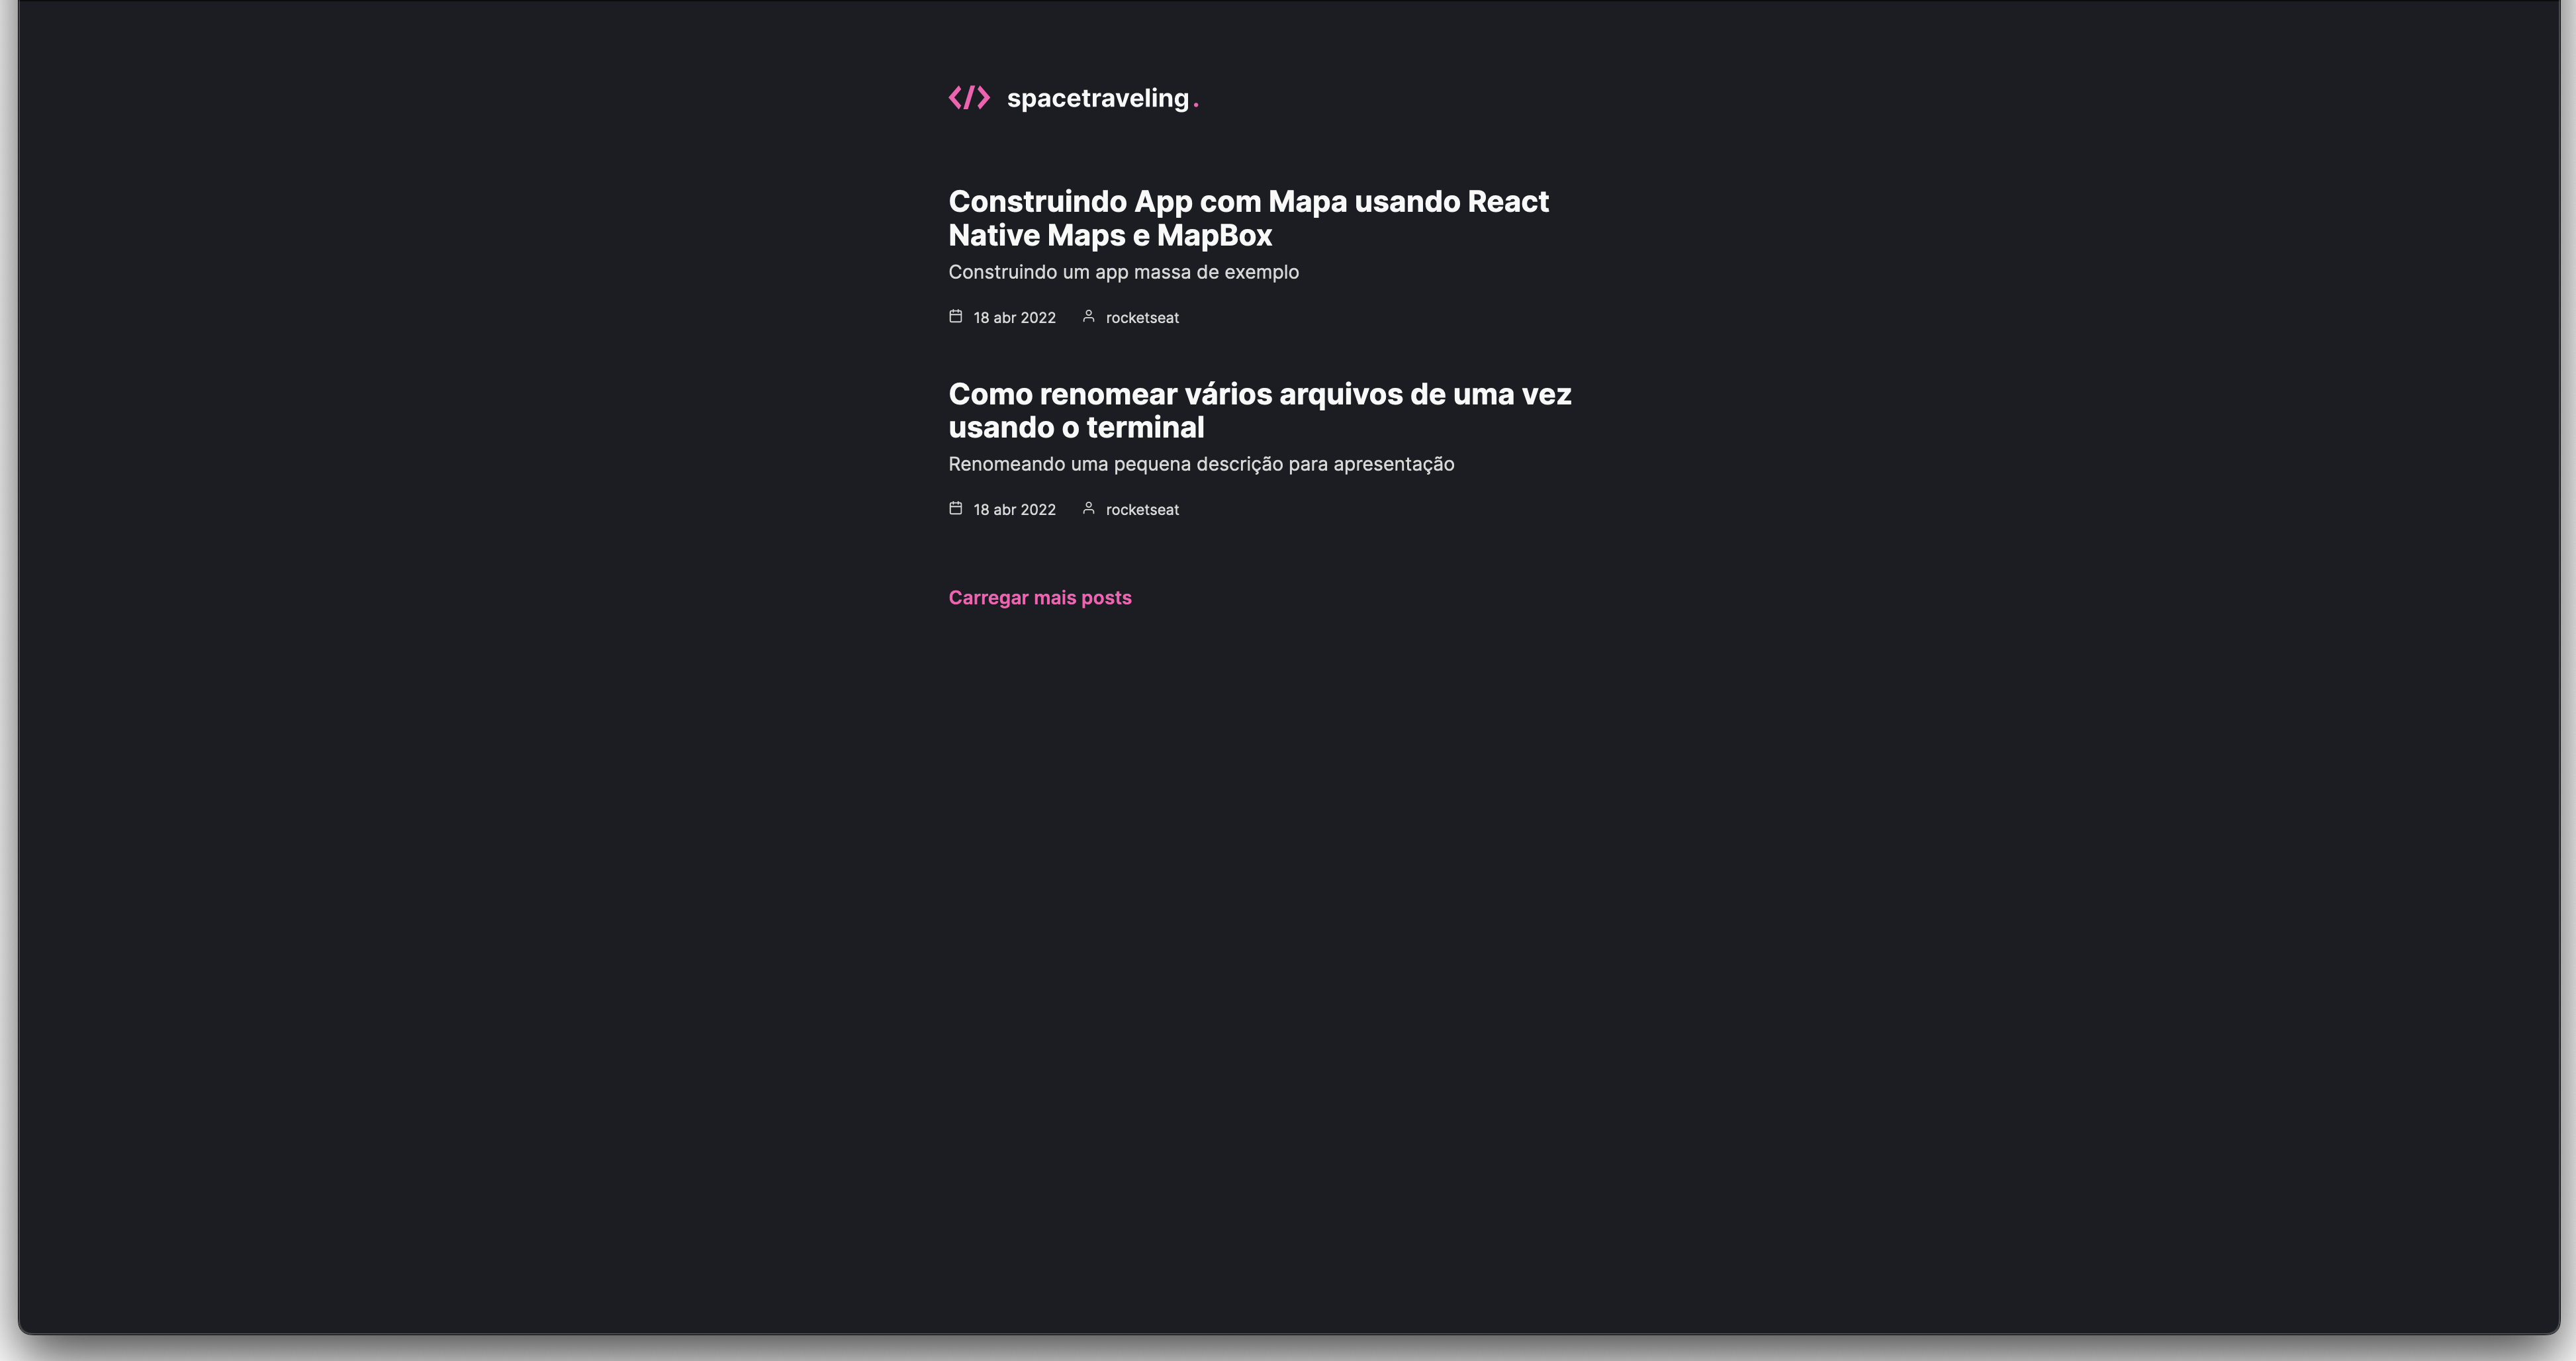 </> spacetraveling.
Construindo App com Mapa usando React
Native Maps e MapBox
Construindo um app massa de exemplo
18 abr 2022 rocketseat
Como renomear vários arquivos de uma vez
usando o terminal
Renomeando uma pequena descrição para apresentação
18 abr 2022 rocketseat
Carregar mais posts